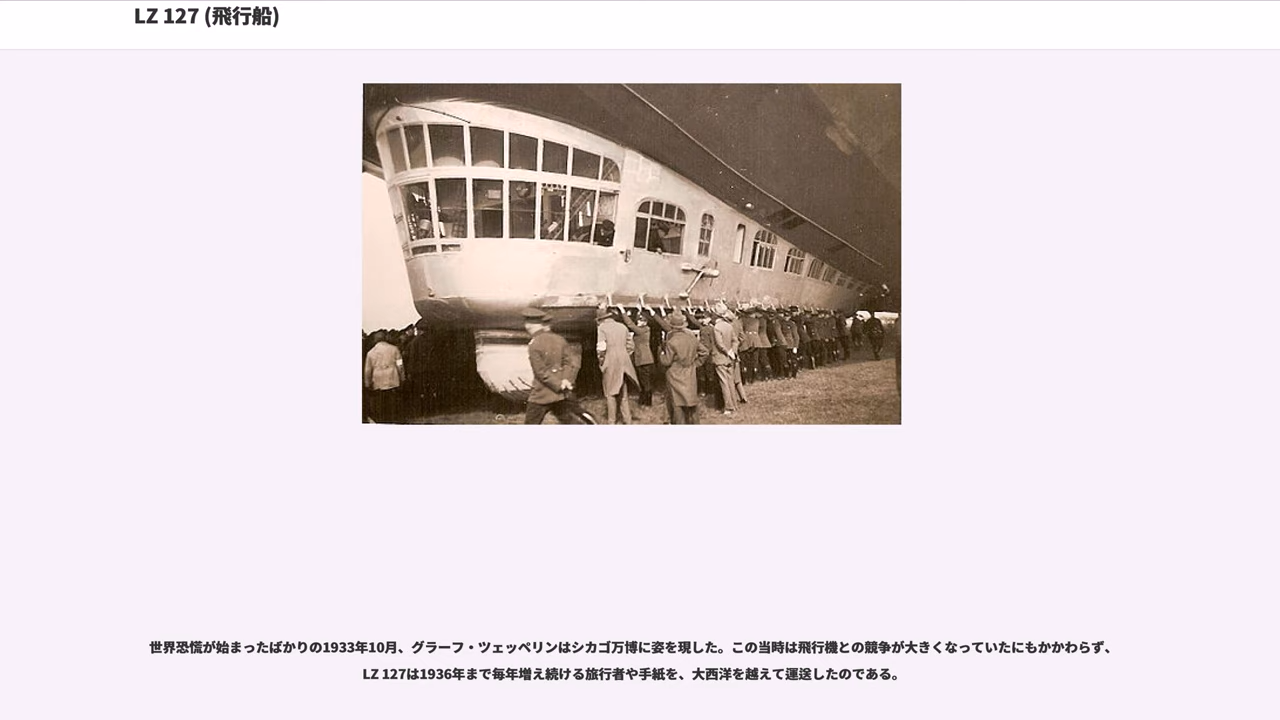 LZ 127 (飛行船)
世界恐慌が始まったばかりの1933年10月、グラーフ・ツェッペリンはシカゴ万博に姿を現した。この当時は飛行機との競争が大きくなっていたにもかかわらず、
LZ 127は1936年まで毎年増え続ける旅行者や手紙を、大西洋を越えて運送したのである。